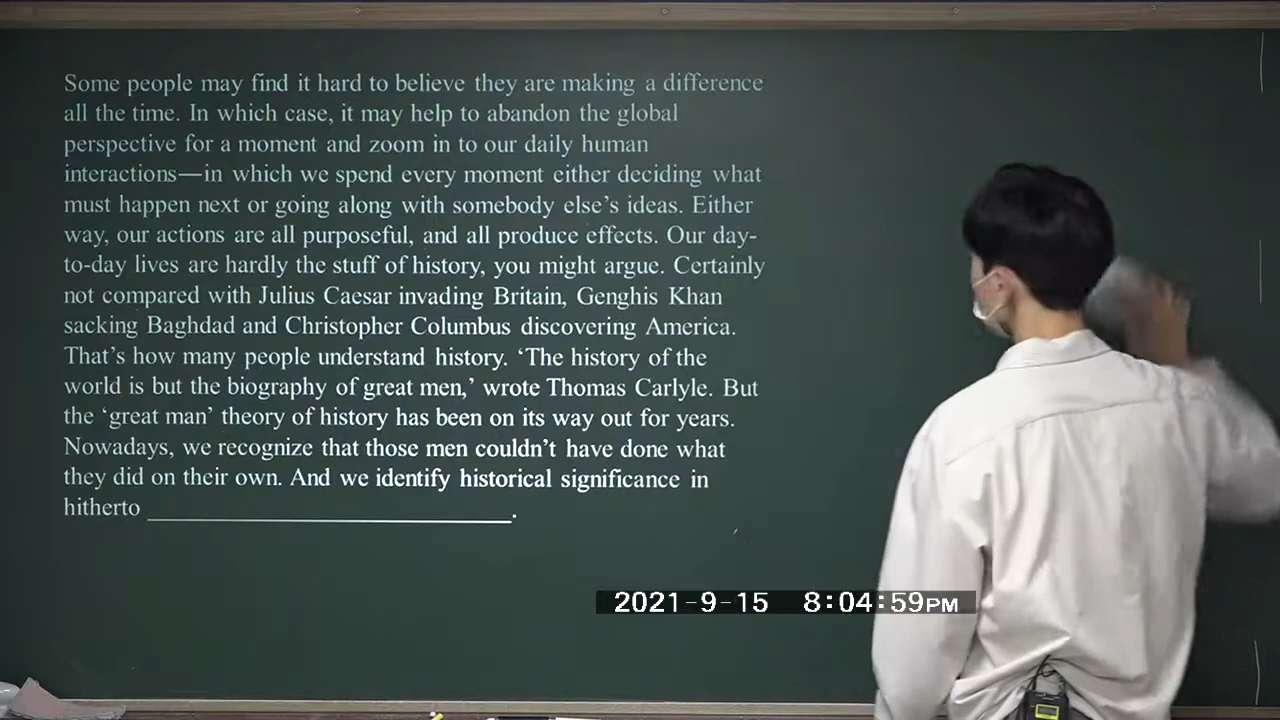 Some people may find it hard to believe they are making a difference
all the time. In which case, it may help to abandon the global
perspective for a moment and zoom in to our daily human
interactions—in which we spend every moment either deciding what
must happen next or going along with somebody else's ideas. Either
way, our actions are all purposeful, and all produce effects. Our day-
to-day lives are hardly the stuff of history, you might argue. Certainly
not compared with Julius Caesar invading Britain, Genghis Khan
sacking Baghdad and Christopher Columbus discovering America.
That's how many people understand history. ‘The history of the
world is but the biography of great men,’ wrote Thomas Carlyle. But
the ‘great man’ theory of history has been on its way out for years.
Nowadays, we recognize that those men couldn't have done what
they did on their own. And we identify historical significance in
hitherto ______________________________.
2021-9-15 8:04:59PM